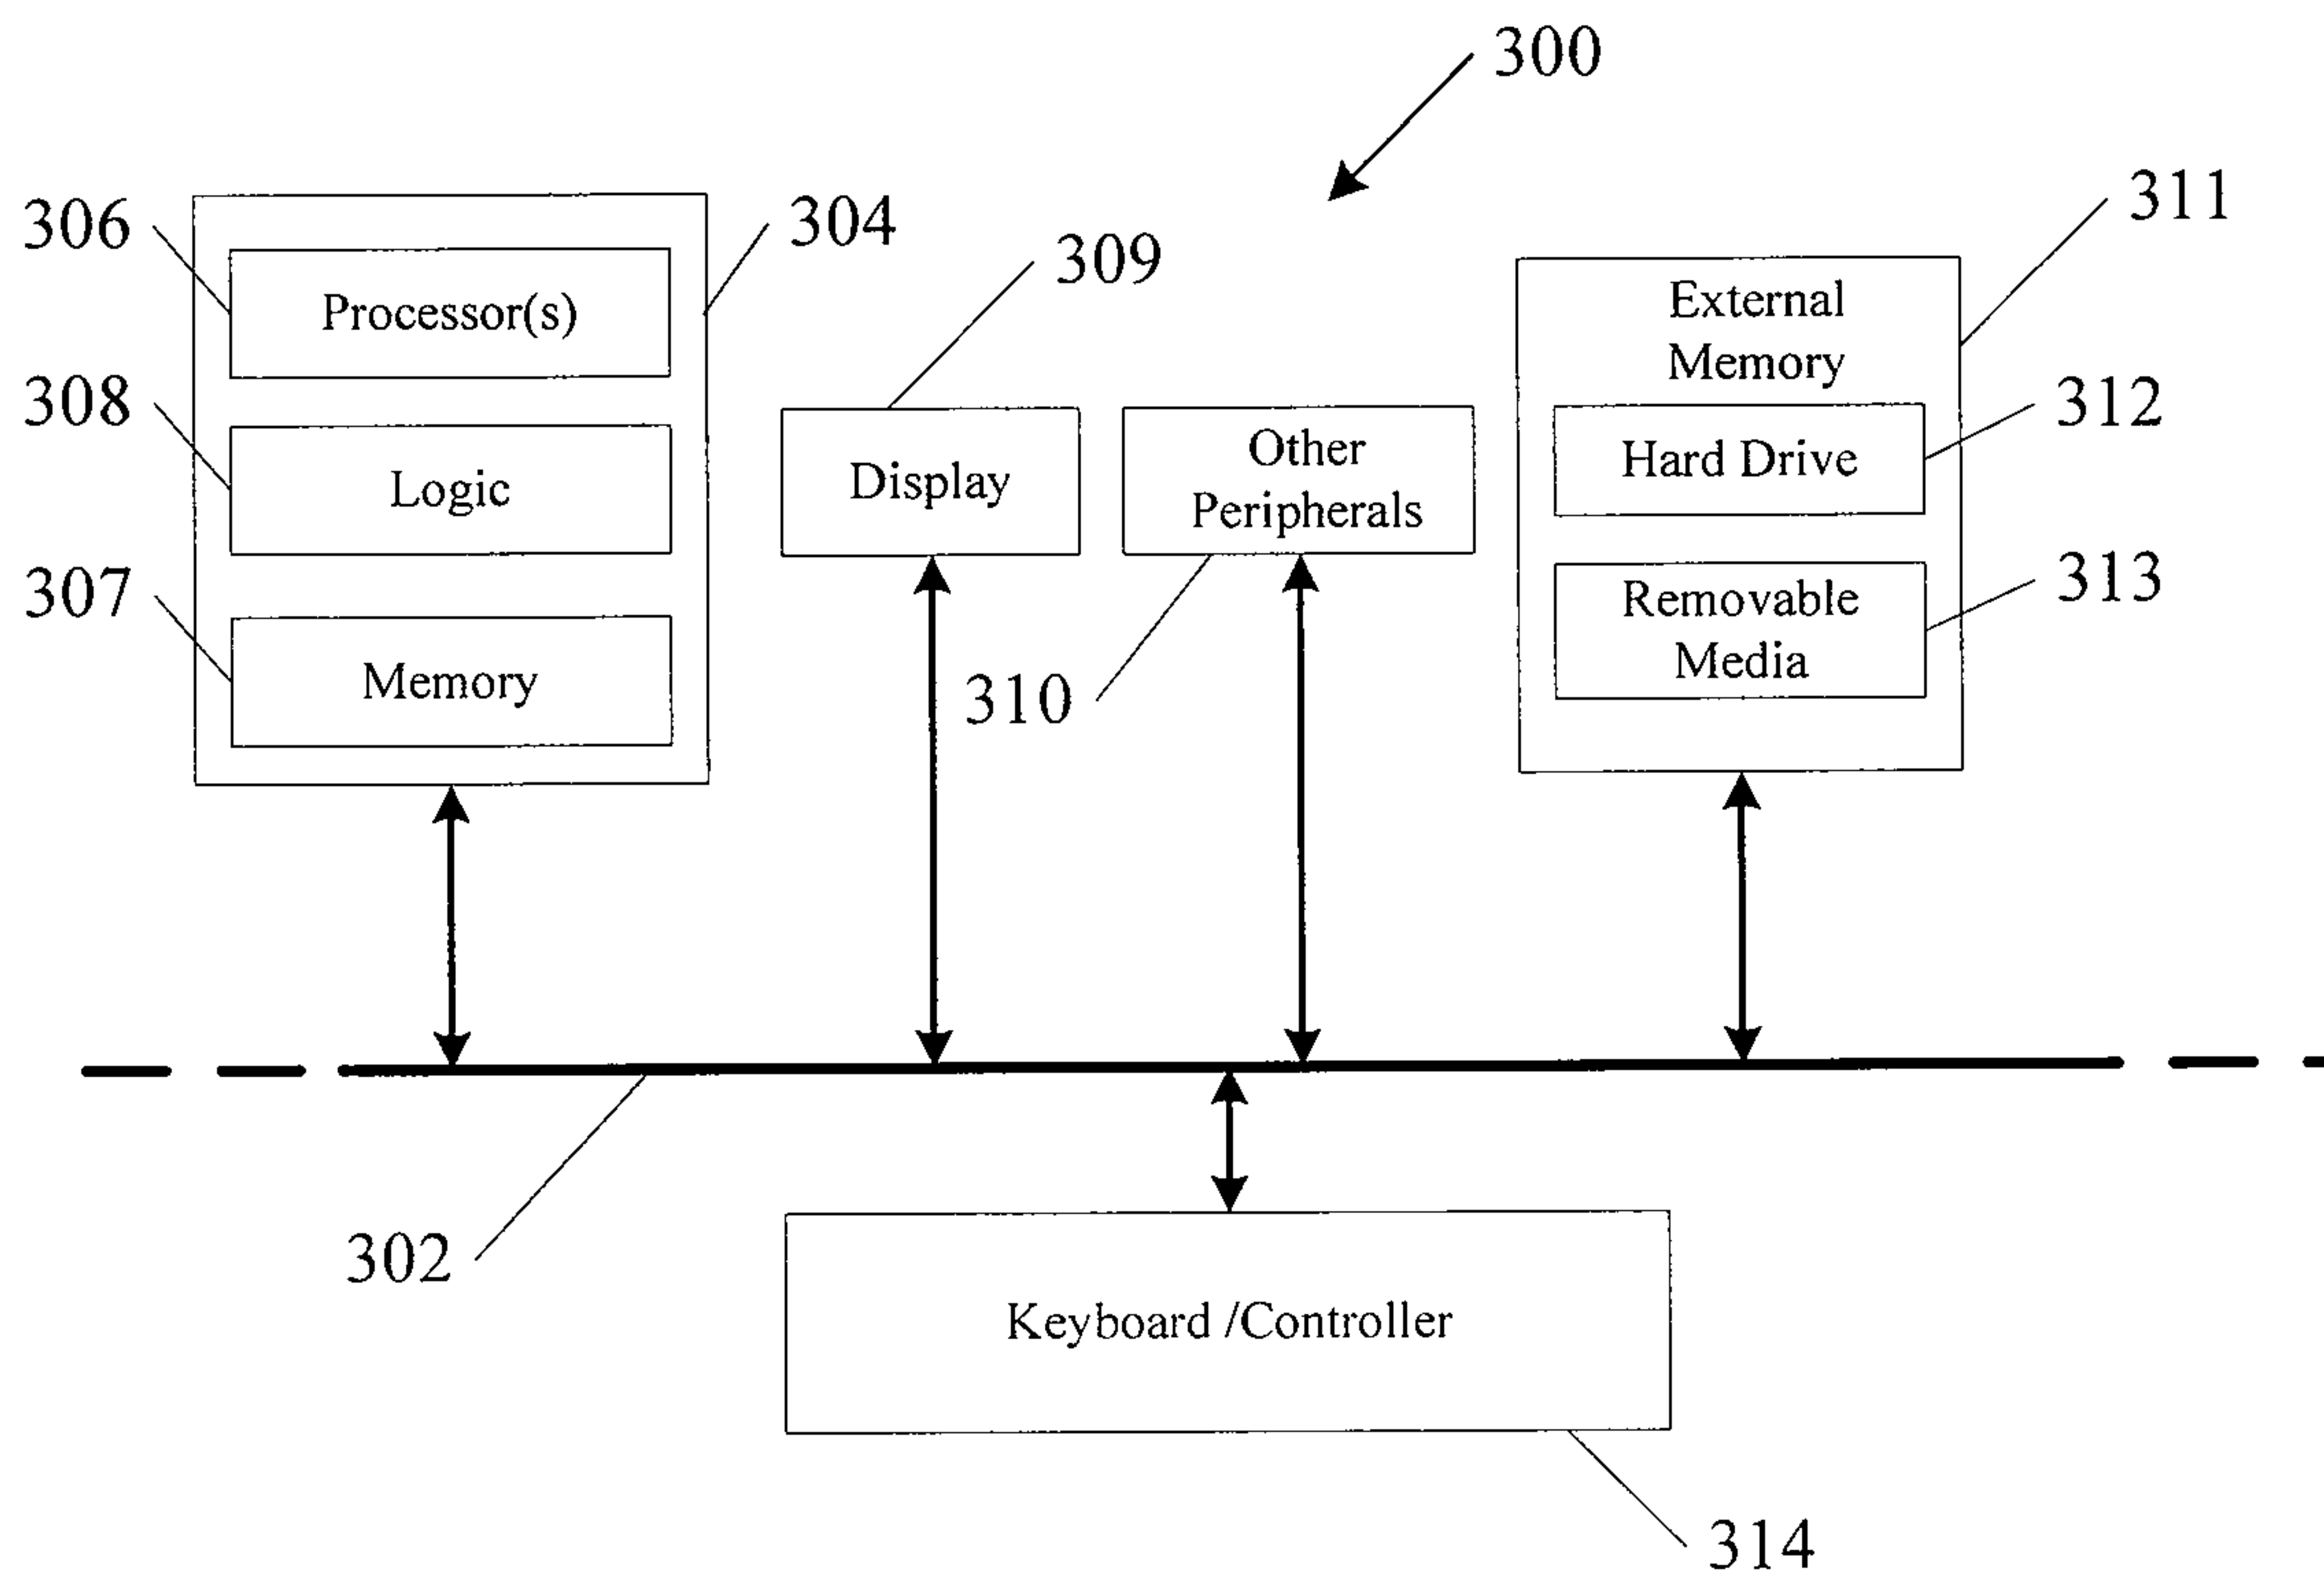 300
311
306
304
309
Processor(s)
External
Memory
308
312
Logic
Display
Other
Peripherals
Hard Drive
307
313
Memory
310
Removable
Media
302
Keyboard /Controller
314